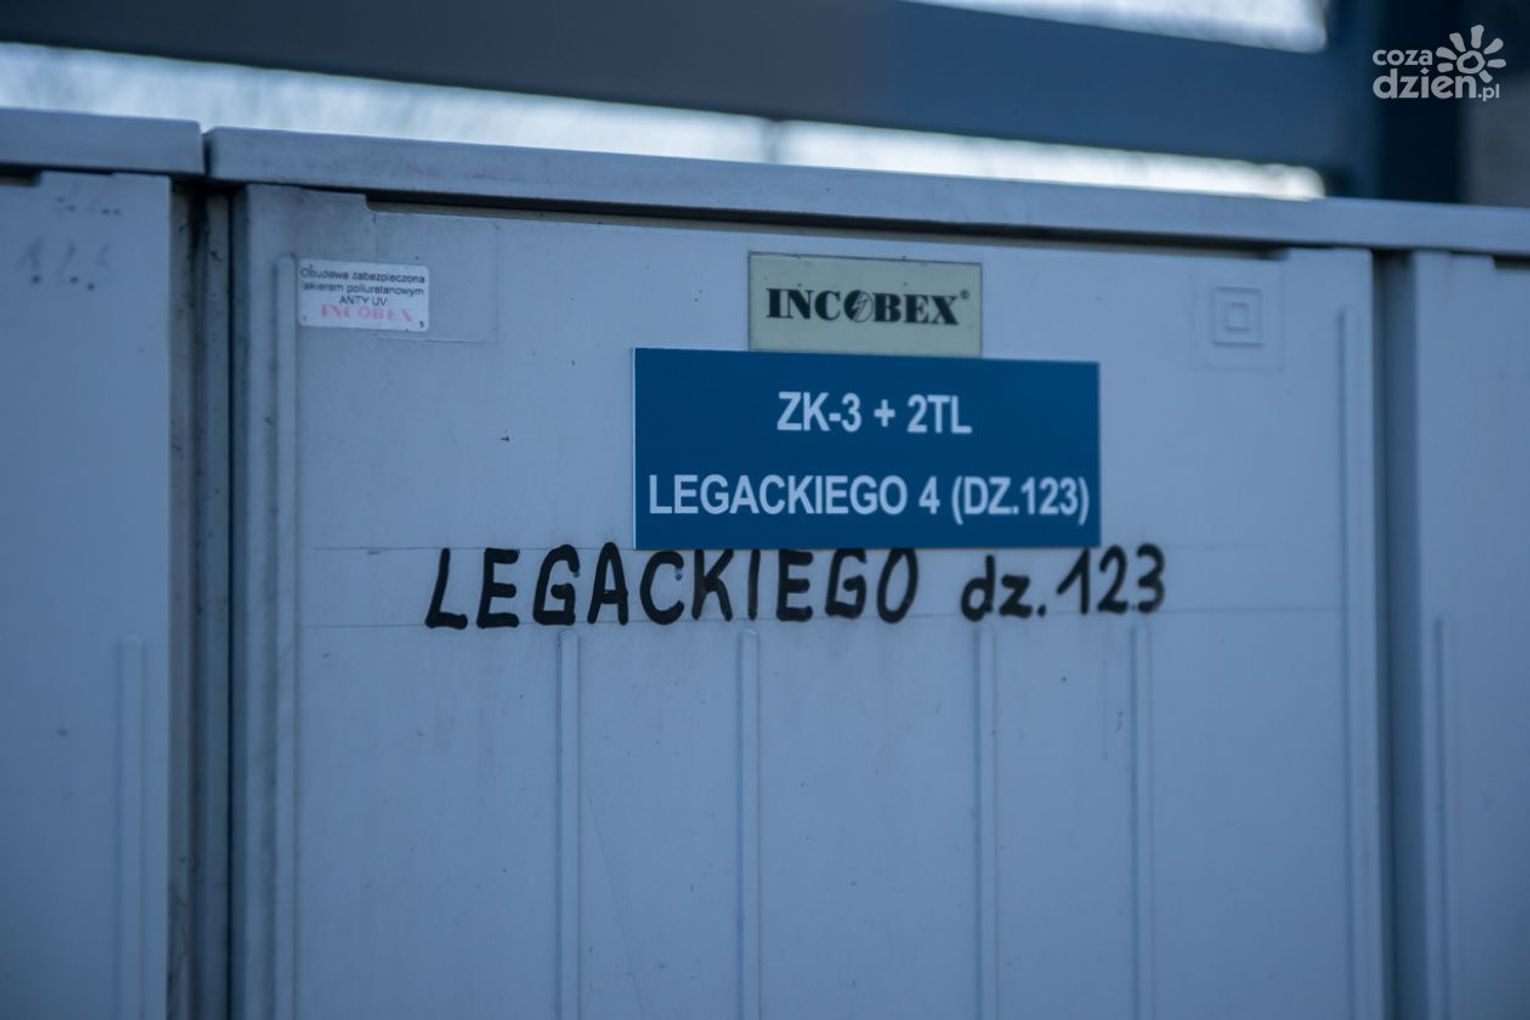 coza
dzien.pl
Obudowa zabezpieczona
lakierem poliuretanowym
ANTY UV
INCOBEX
INCOBEX®
ZK-3 + 2TL
LEGACKIEGO 4 (DZ.123)
LEGACKIEGO dz. 123